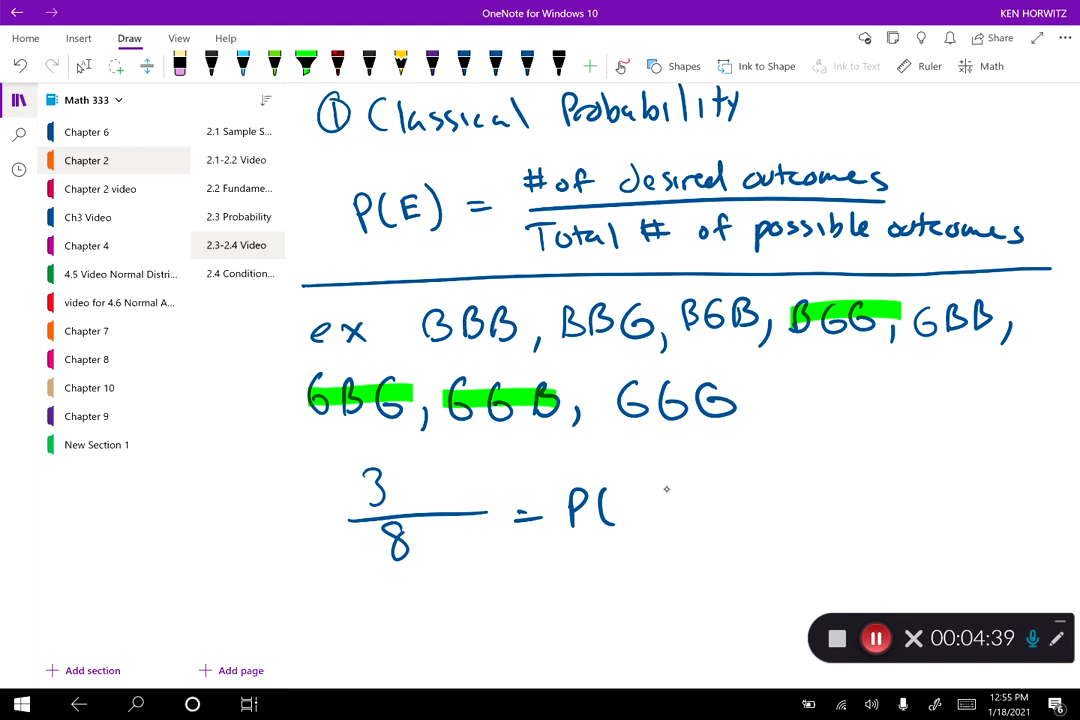 OneNote for Windows 10
KEN HORWITZ
Home Insert Draw View Help
Share
Shapes Ink to Shape Ink to Text Ruler Math
Math 333
Chapter 6
Chapter 2
Chapter 2 video
Ch3 Video
Chapter 4
4.5 Video Normal Distri...
video for 4.6 Normal A...
Chapter 7
Chapter 8
Chapter 10
Chapter 9
New Section 1
2.1 Sample S...
2.1-2.2 Video
2.2 Fundame...
2.3 Probability
2.3-2.4 Video
2.4 Condition...
① Classical Probability
P(E) = # of desired outcomes
Total # of possible outcomes
ex BBB, BBG, BGB, BGG, GBB,
GBG, GGB, GGG
3
8
= P(
00:04:39
Add section
Add page
12:55 PM
1/18/2021
6